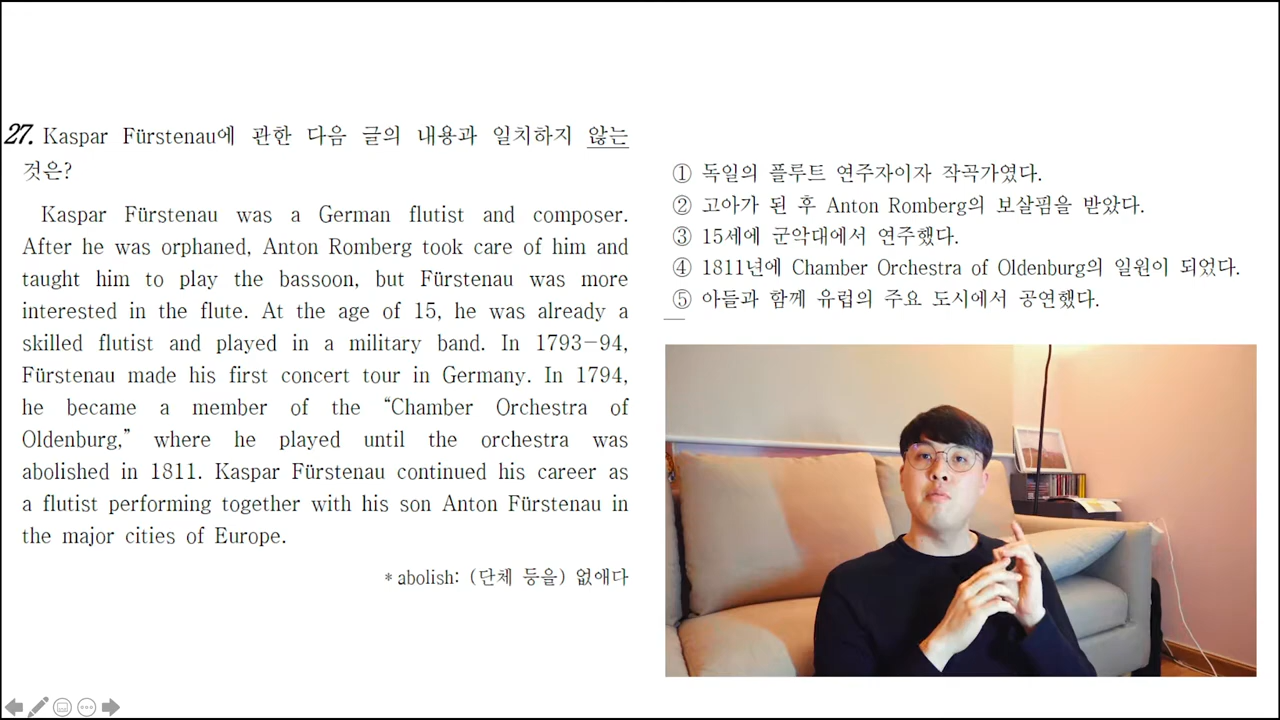 27. Kaspar Fürstenau에 관한 다음 글의 내용과 일치하지 않는
것은?
Kaspar Fürstenau was a German flutist and composer.
After he was orphaned, Anton Romberg took care of him and
taught him to play the bassoon, but Fürstenau was more
interested in the flute. At the age of 15, he was already a
skilled flutist and played in a military band. In 1793-94,
Fürstenau made his first concert tour in Germany. In 1794,
he became a member of the “Chamber Orchestra of
Oldenburg,” where he played until the orchestra was
abolished in 1811. Kaspar Fürstenau continued his career as
a flutist performing together with his son Anton Fürstenau in
the major cities of Europe.
* abolish: (단체 등을) 없애다
① 독일의 플루트 연주자이자 작곡가였다.
② 고아가 된 후 Anton Romberg의 보살핌을 받았다.
③ 15세에 군악대에서 연주했다.
④ 1811년에 Chamber Orchestra of Oldenburg의 일원이 되었다.
⑤ 아들과 함께 유럽의 주요 도시에서 공연했다.